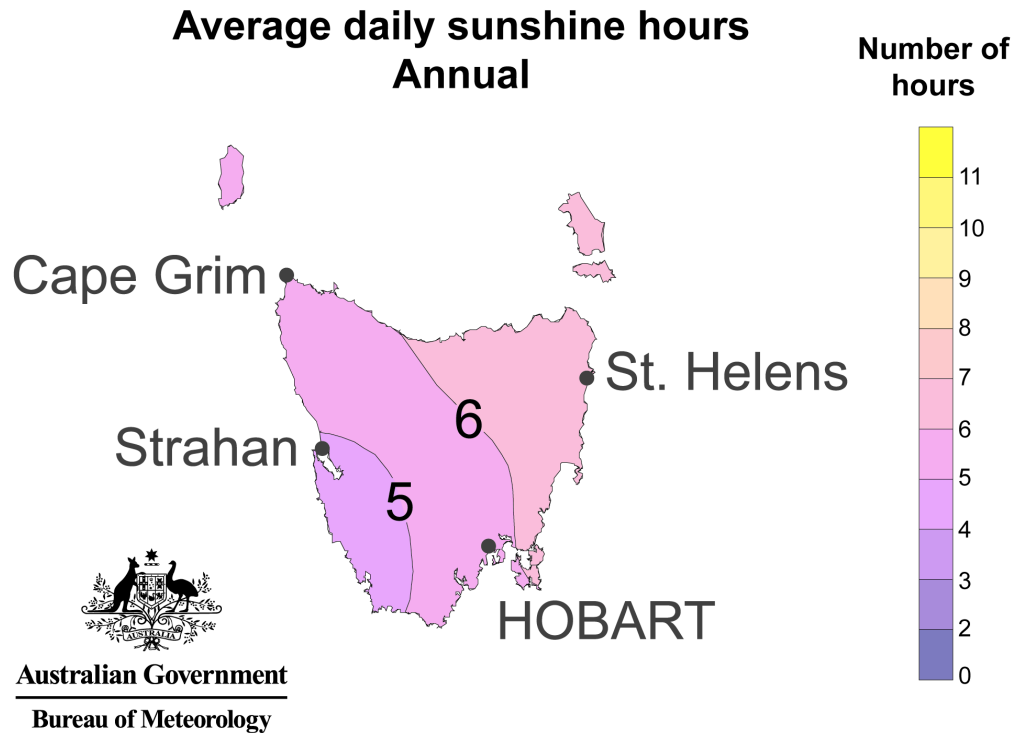 Average daily sunshine hours
Annual
Number of
hours
11
10
9
8
7
6
5
4
3
2
0
Cape Grim
St. Helens
6
Strahan
5
HOBART
AUSTRALIA
Australian Government
Bureau of Meteorology